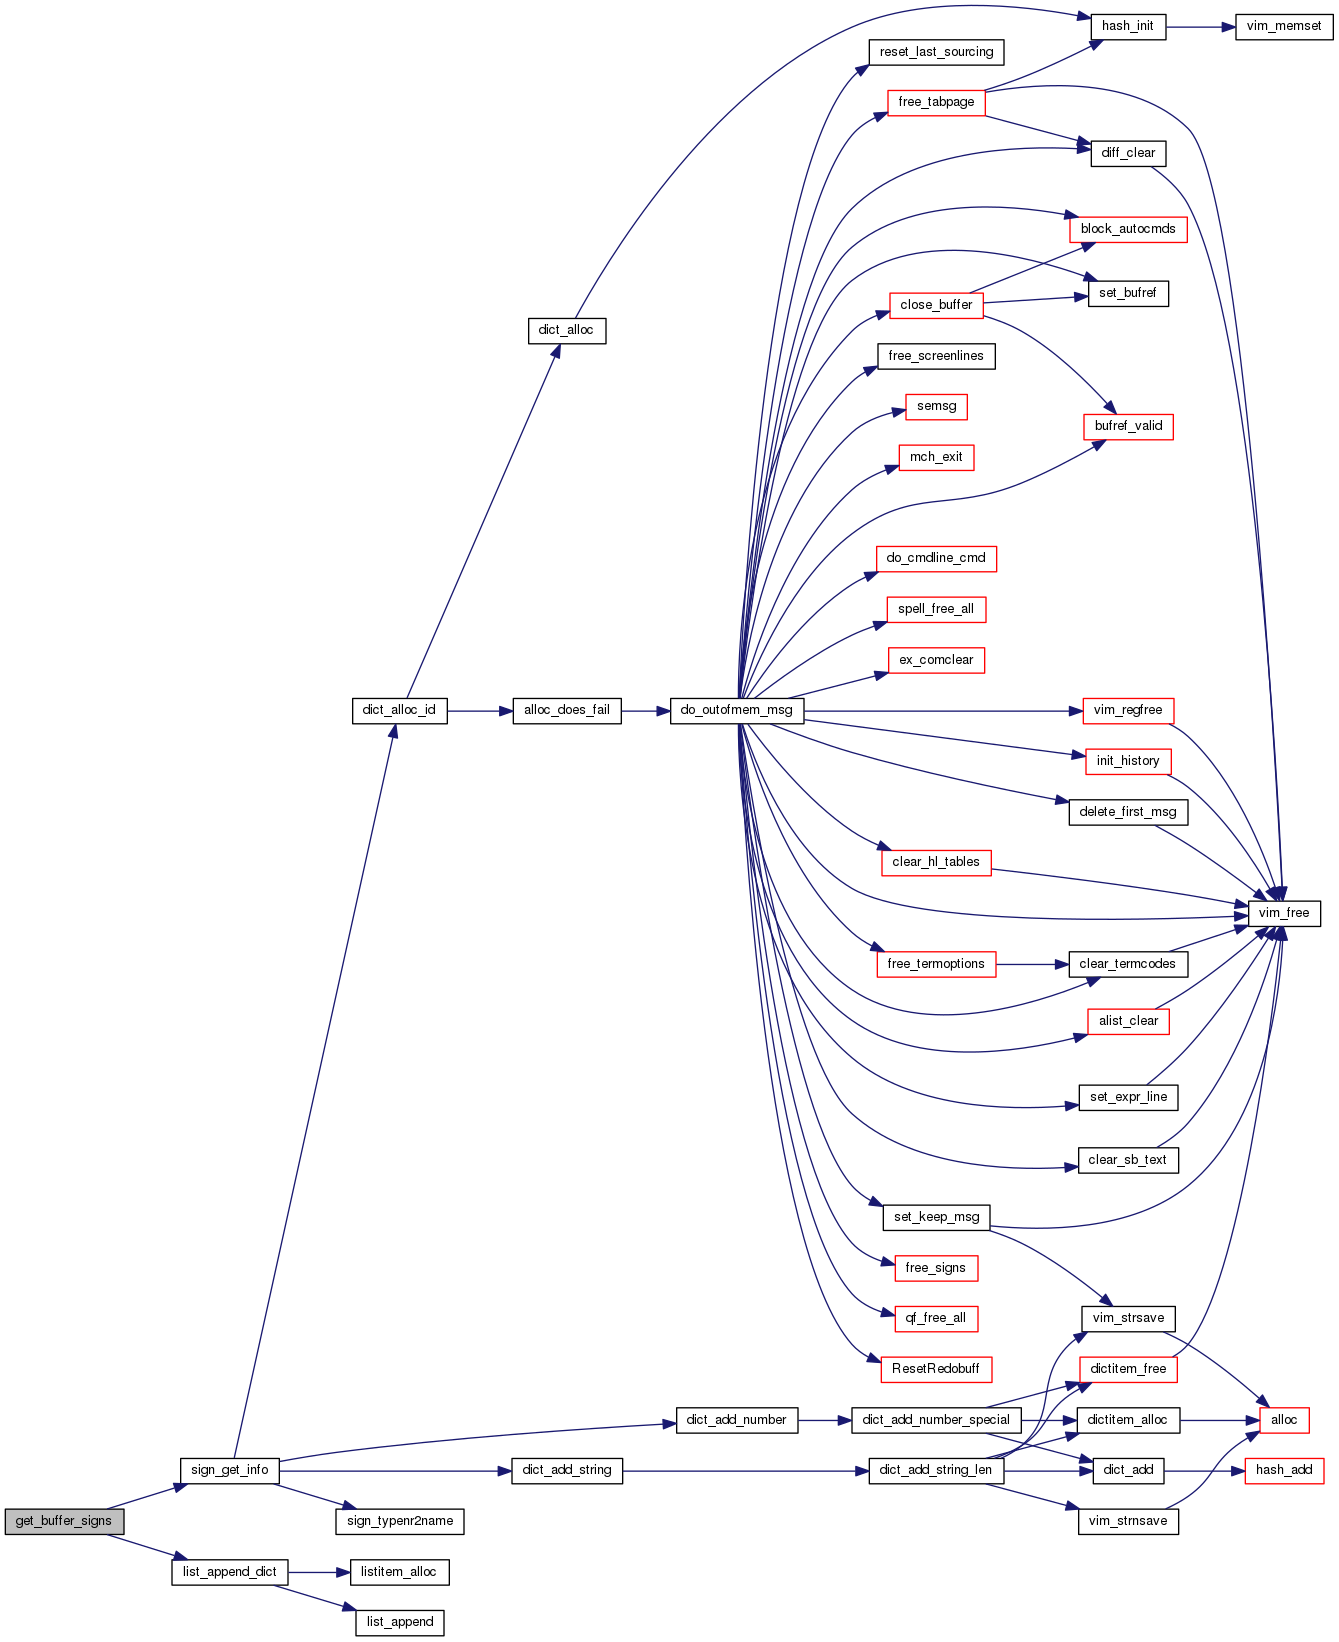 hash_init
vim_memset
reset_last_sourcing
free_tabpage
diff_clear
block_autocmds
set_bufref
close_buffer
dict_alloc
free_screenlines
semsg
bufref_valid
mch_exit
do_cmdline_cmd
spell_free_all
ex_comclear
dict_alloc_id
alloc_does_fail
do_outofmem_msg
vim_regfree
init_history
delete_first_msg
clear_hl_tables
vim_free
free_termoptions
clear_termcodes
alist_clear
set_expr_line
clear_sb_text
set_keep_msg
free_signs
qf_free_all
vim_strsave
ResetRedobuff
dictitem_free
dict_add_number
dict_add_number_special
dictitem_alloc
alloc
sign_get_info
dict_add_string
dict_add_string_len
dict_add
hash_add
get_buffer_signs
sign_typenr2name
vim_strnsave
list_append_dict
listitem_alloc
list_append